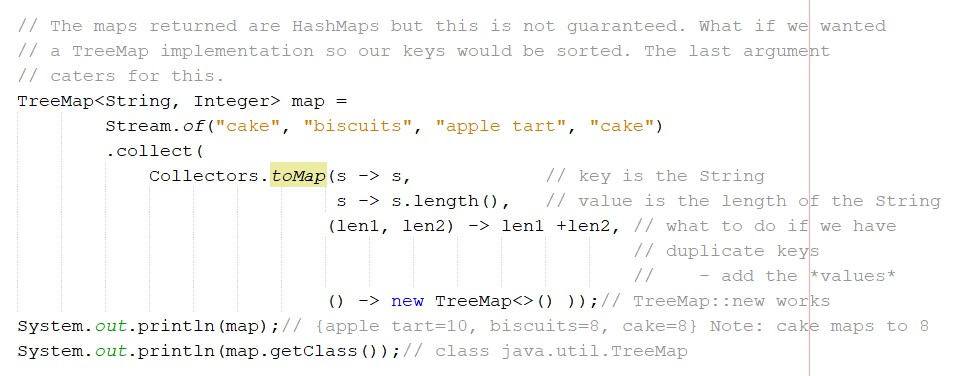 // The maps returned are HashMaps but this is not guaranteed. What if we wanted
// a TreeMap implementation so our keys would be sorted. The last argument
// caters for this.
TreeMap<String, Integer> map =
Stream.of("cake", "biscuits", "apple tart", "cake")
.collect(
Collectors.toMap(s -> s, // key is the String
s -> s.length(), // value is the length of the String
(len1, len2) -> len1 +len2, // what to do if we have
// duplicate keys
// - add the *values*
() -> new TreeMap<>() ));// TreeMap::new works
System.out.println(map);// {apple tart=10, biscuits=8, cake=8} Note: cake maps to 8
System.out.println(map.getClass());// class java.util.TreeMap